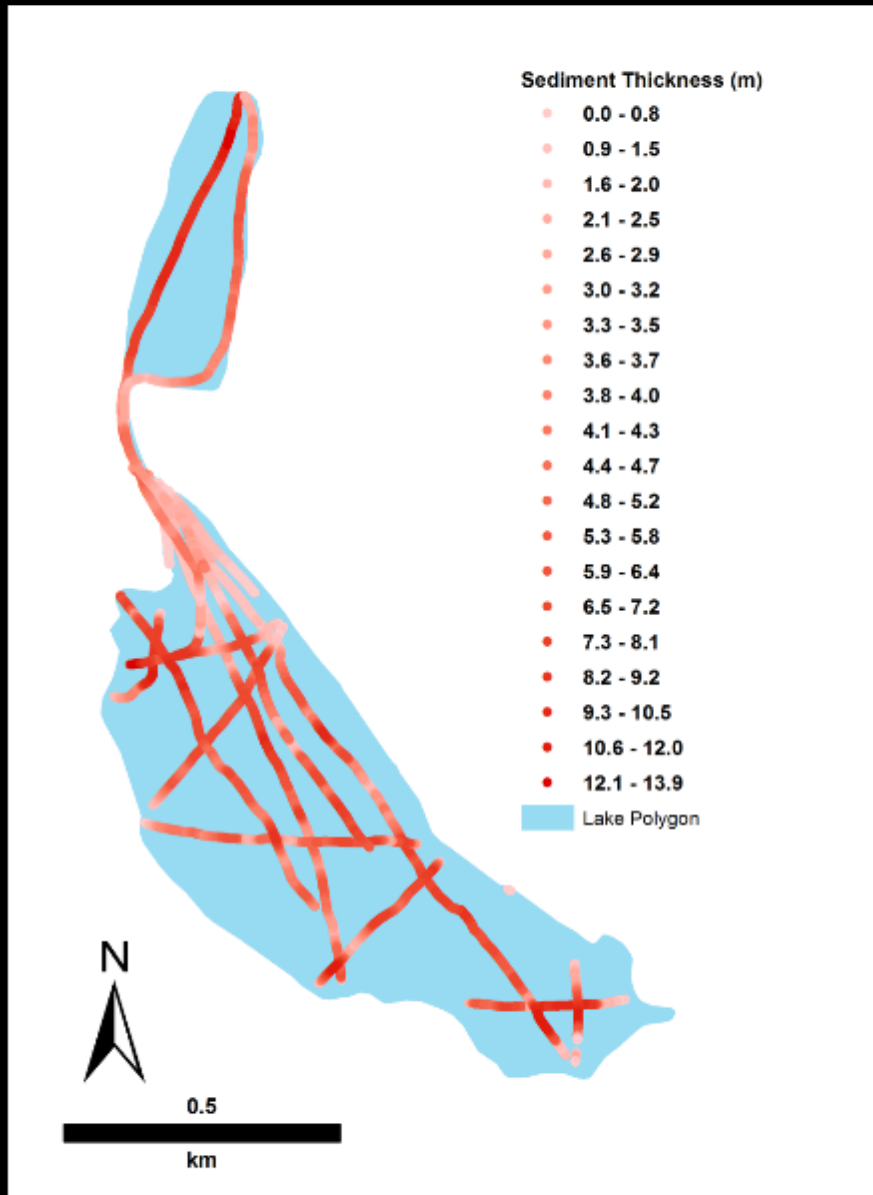 Sediment Thickness (m)
0.0 - 0.8
0.9 - 1.5
1.6 - 2.0
2.1 - 2.5
2.6 - 2.9
3.0 - 3.2
3.3 - 3.5
3.6 - 3.7
3.8 - 4.0
4.1 - 4.3
4.4 - 4.7
4.8 - 5.2
5.3 - 5.8
5.9 - 6.4
6.5 - 7.2
7.3 - 8.1
8.2 - 9.2
9.3 - 10.5
10.6 - 12.0
12.1 - 13.9
Lake Polygon
N
0.5
km